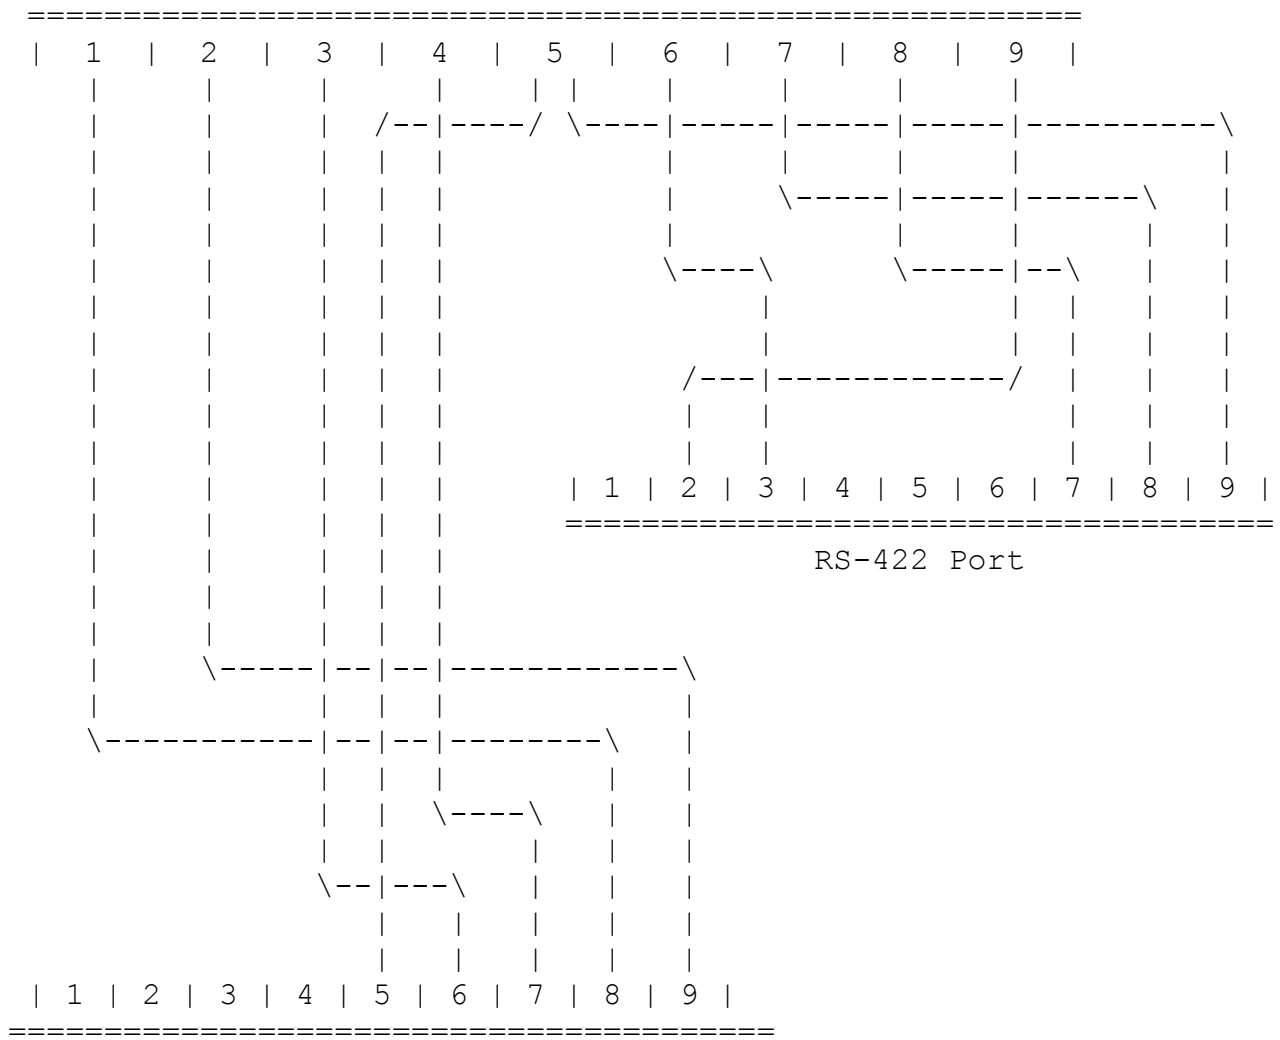 =======================================================
|  1  |  2  |  3  |  4  |  5  |  6  |  7  |  8  |  9  |
   |     |     |     |    | |    |     |     |     |
   |     |     |  /--|----/ \----|-----|-----|-----|----------\
   |     |     |  |  |           |     |     |     |          |
   |     |     |  |  |           |     \-----|-----|------\   |
   |     |     |  |  |           |           |     |      |   |
   |     |     |  |  |           \----\      \-----|--\   |   |
   |     |     |  |  |                |            |  |   |   |
   |     |     |  |  |                |            |  |   |   |
   |     |     |  |  |            /---|------------/  |   |   |
   |     |     |  |  |            |   |               |   |   |
   |     |     |  |  |            |   |               |   |   |
   |     |     |  |  |      | 1 | 2 | 3 | 4 | 5 | 6 | 7 | 8 | 9 |
   |     |     |  |  |      =====================================
   |     |     |  |  |                   RS-422 Port
   |     |     |  |  |
   |     |     |  |  |
   |     \-----|--|--|------------\
   |           |  |  |            |
   \-----------|--|--|--------\   |
               |  |  |        |   |
               |  |  \----\   |   |
               |  |       |   |   |
               \--|---\   |   |   |
                  |   |   |   |   |
                  |   |   |   |   |
| 1 | 2 | 3 | 4 | 5 | 6 | 7 | 8 | 9 |
========================================